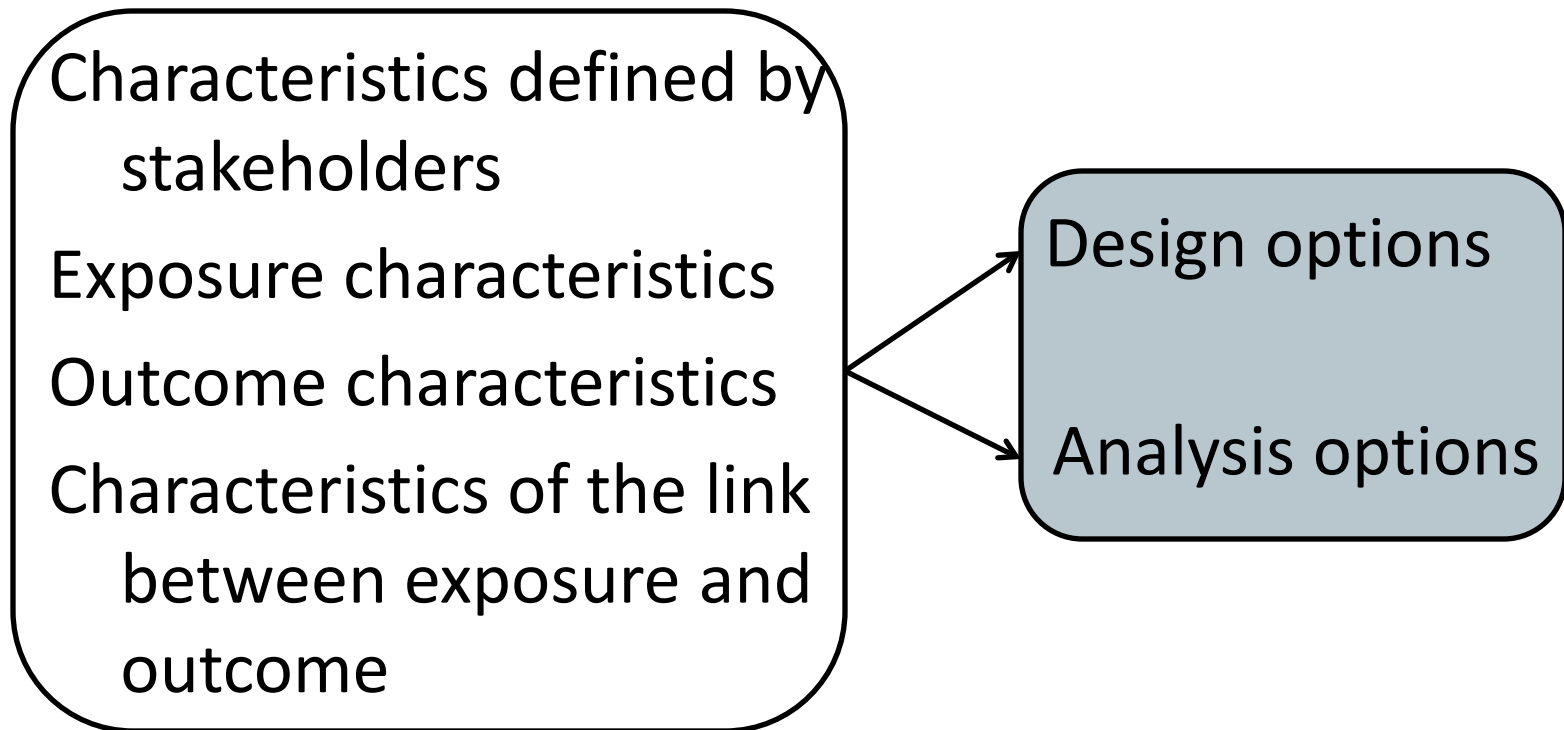 Characteristics defined by
stakeholders
Exposure characteristics
Outcome characteristics
Characteristics of the link
between exposure and
outcome
Design options
Analysis options